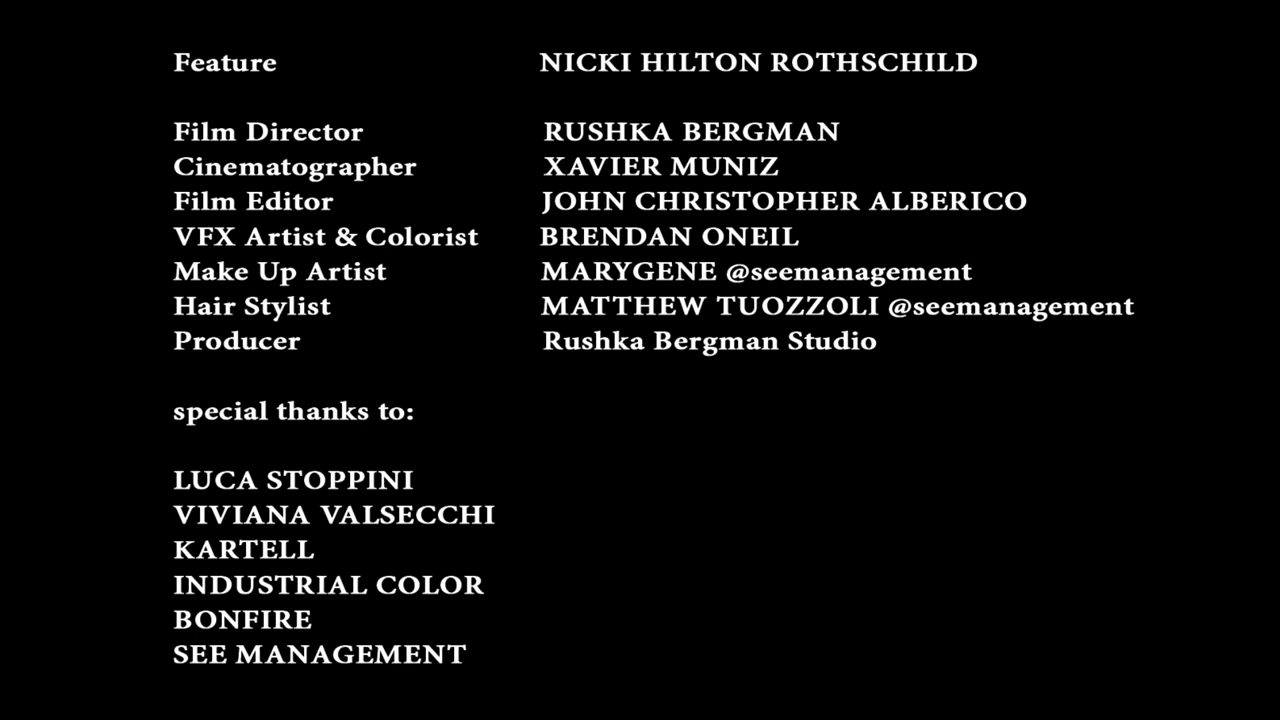 Feature NICKI HILTON ROTHSCHILD
Film Director RUSHKA BERGMAN
Cinematographer XAVIER MUNIZ
Film Editor JOHN CHRISTOPHER ALBERICO
VFX Artist & Colorist BRENDAN ONEIL
Make Up Artist MARYGENE @seemanagement
Hair Stylist MATTHEW TUOZZOLI @seemanagement
Producer Rushka Bergman Studio
special thanks to:
LUCA STOPPINI
VIVIANA VALSECCHI
KARTELL
INDUSTRIAL COLOR
BONFIRE
SEE MANAGEMENT